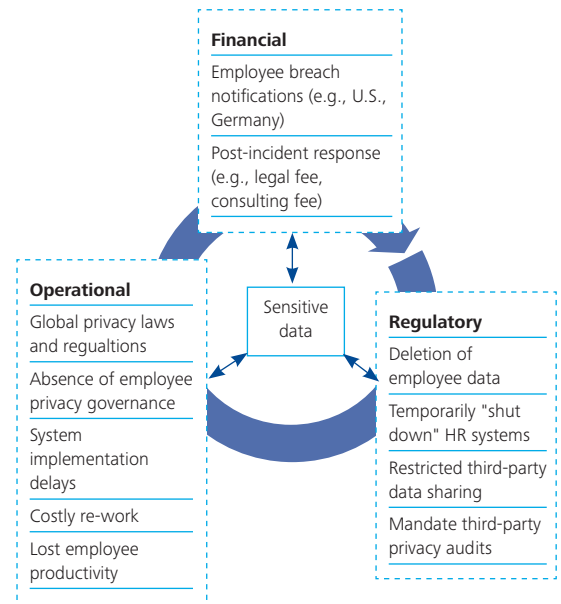 Financial
Employee breach
notifications (e.g., U.S.,
Germany)
Post-incident response
(e.g., legal fee,
consulting fee)
Sensitive
data
Operational
Global privacy laws
and regualtions
Absence of employee
privacy governance
System
implementation
delays
Costly re-work
Lost employee
productivity
Regulatory
Deletion of
employee data
Temporarily "shut
down" HR systems
Restricted third-party
data sharing
Mandate third-party
privacy audits